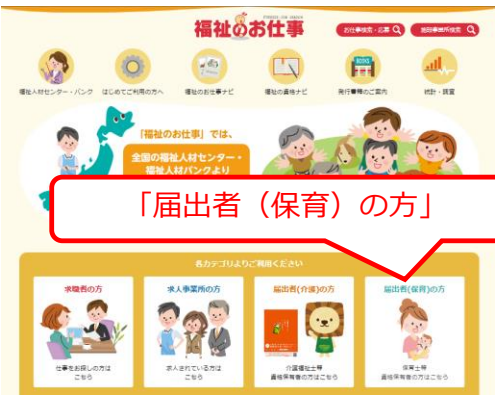 福祉のお仕事
お仕事検索・応募
施設事業所検索
福祉人材センター・バンク
はじめてご利用の方へ
福祉のお仕事ナビ
福祉の資格ナビ
発行書等のご案内
統計・調査
「福祉のお仕事」では、
全国の福祉人材センター・
福祉人材バンクより
「届出者（保育）の方」
各カテゴリよりご利用ください
求職者の方
求人事業所の方
届出者(介護)の方
届出者(保育)の方
仕事をお探しの方は
こちら
求人されている方は
こちら
介護福祉士等
資格保有者の方はこちら
保育士等
資格保有者の方はこちら